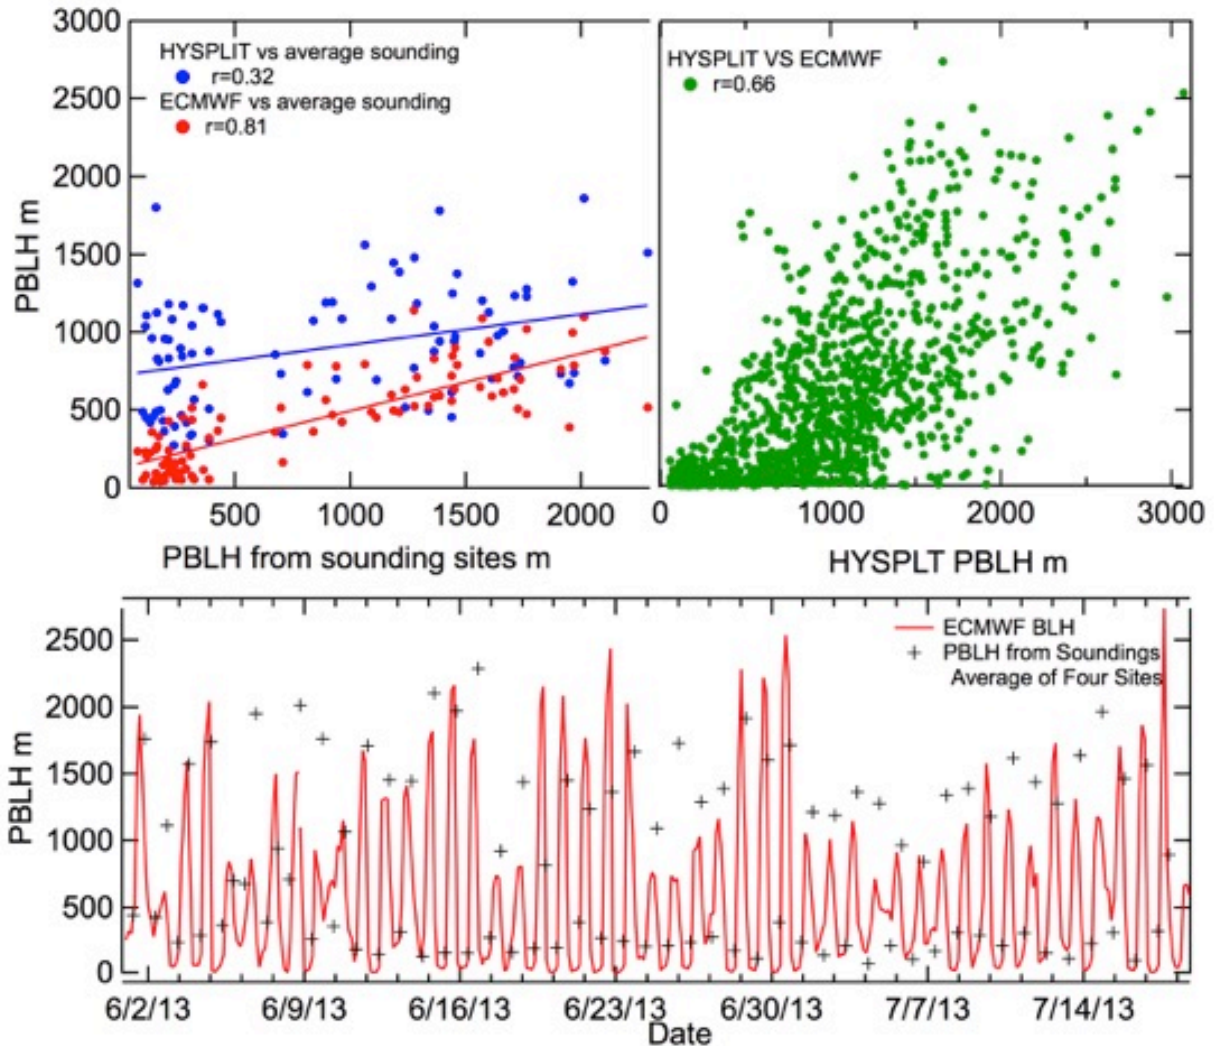 3000
2500
2000
1500
1000
500
0
PBLH m
HYSPLIT vs average sounding
r=0.32
ECMWF vs average sounding
r=0.81
500 1000 1500 2000
PBLH from sounding sites m
HYSPLIT VS ECMWF
r=0.66
0 1000 2000 3000
HYSPLT PBLH m
2500
2000
1500
1000
500
0
PBLH m
ECMWF BLH
PBLH from Soundings
Average of Four Sites
6/2/13 6/9/13 6/16/13 6/23/13 6/30/13 7/7/13 7/14/13
Date